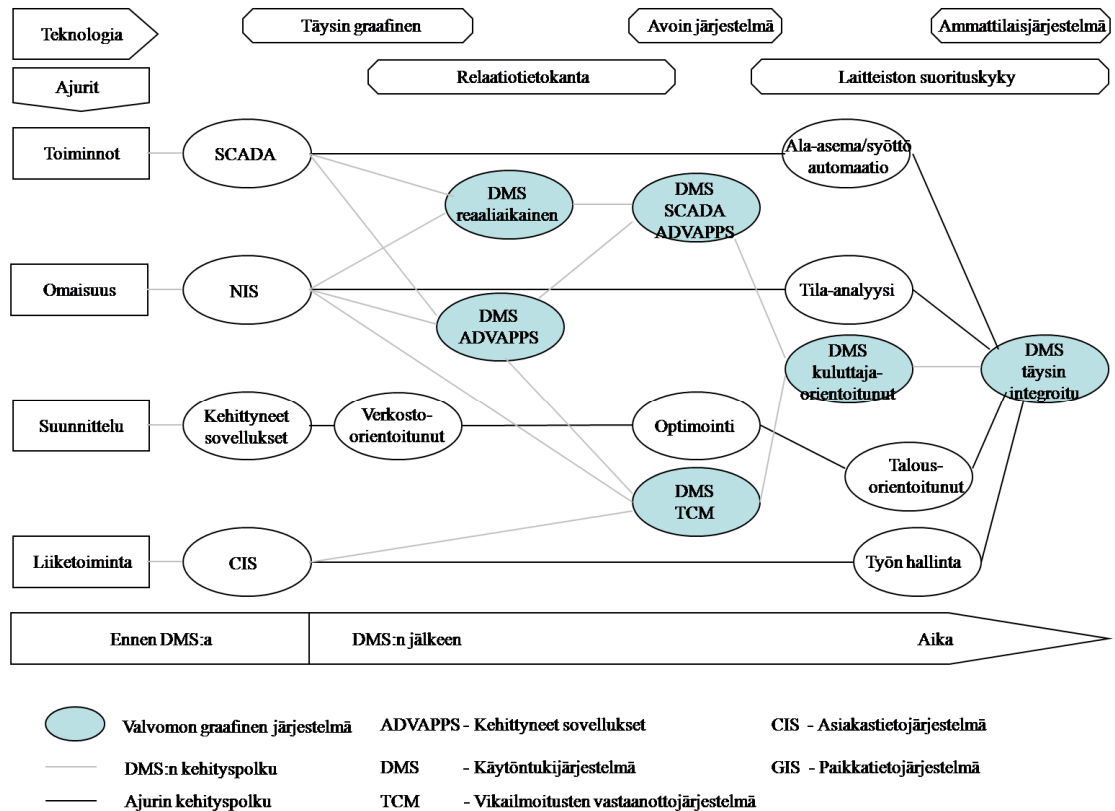 Teknologia
Täysin graafinen
Avoin järjestelmä
Ammattilaisjärjestelmä
Relaatiotietokanta
Laitteiston suorituskyky
Ajurit
Toiminnot
SCADA
Ala-asema/syöttö
automaatio
DMS
reaaliaikainen
DMS
SCADA
ADVAPPS
Omaisuus
NIS
Tila-analyysi
DMS
ADVAPPS
DMS
kuluttaja-
orientoitunut
DMS
täysin
integroitu
Suunnittelu
Kehittyneet
sovellukset
Verkosto-
orientoitunut
Optimointi
Talous-
orientoitunut
DMS
TCM
Liiketoiminta
CIS
Työn hallinta
Ennen DMS:a
DMS:n jälkeen
Aika
Valvomon graafinen järjestelmä
ADVAPPS - Kehittyneet sovellukset
CIS - Asiakastietojärjestelmä
DMS:n kehityspolku
DMS - Käytöntukijärjestelmä
GIS - Paikkatietojärjestelmä
Ajurin kehityspolku
TCM - Vikailmoitusten vastaanottojärjestelmä